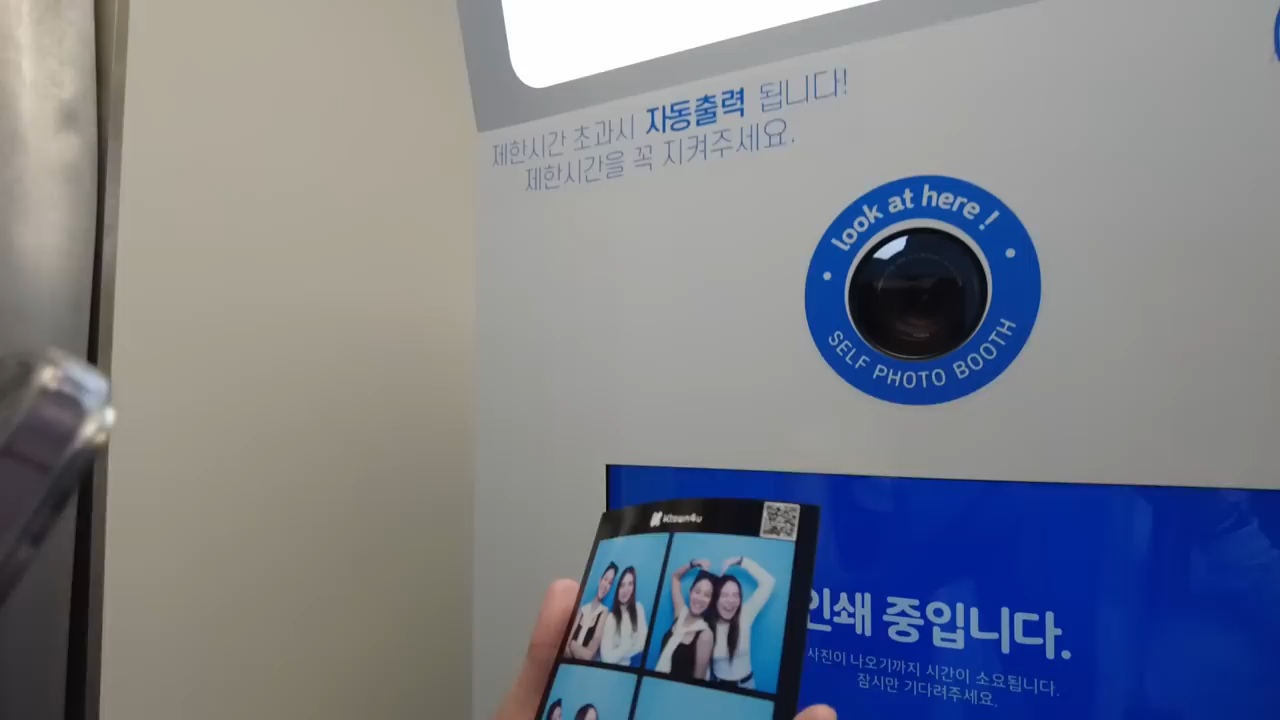 제한시간 초과시 자동출력 됩니다!
제한시간을 꼭 지켜주세요.
look at here !
SELF PHOTO BOOTH
Ktown4u
인쇄 중입니다.
사진이 나오기까지 시간이 소요됩니다.
잠시만 기다려주세요.